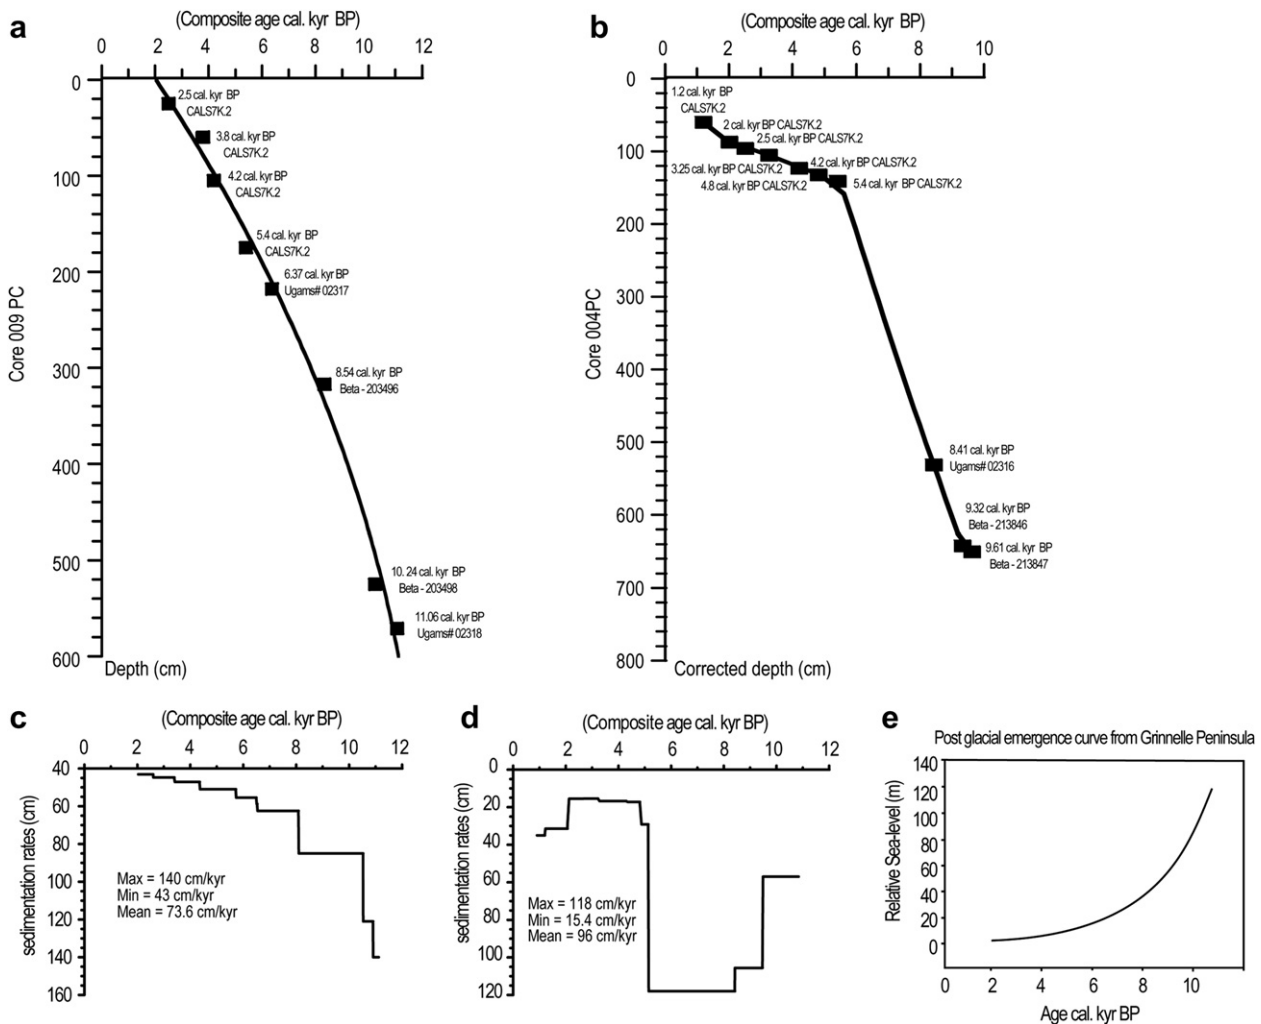 a
(Composite age cal. kyr BP)
0 2 4 6 8 10 12
0
100
200
300
400
500
600
Core 009 PC
2.5 cal. kyr BP
CALS7K.2
3.8 cal. kyr BP
CALS7K.2
4.2 cal. kyr BP
CALS7K.2
5.4 cal. kyr BP
CALS7K.2
6.37 cal. kyr BP
Ugams# 02317
8.54 cal. kyr BP
Beta - 203496
10. 24 cal. kyr BP
Beta - 203498
11.06 cal. kyr BP
Ugams# 02318
Depth (cm)
b
(Composite age cal. kyr BP)
0 2 4 6 8 10
0
100
200
300
400
500
600
700
800
Core 004PC
1.2 cal. kyr BP
CALS7K.2
2 cal. kyr BP CALS7K.2
2.5 cal. kyr BP CALS7K.2
3.25 cal. kyr BP CALS7K.2
4.2 cal. kyr BP CALS7K.2
4.8 cal. kyr BP CALS7K.2
5.4 cal. kyr BP CALS7K.2
8.41 cal. kyr BP
Ugams# 02316
9.32 cal. kyr BP
Beta - 213846
9.61 cal. kyr BP
Beta - 213847
Corrected depth (cm)
c
(Composite age cal. kyr BP)
0 2 4 6 8 10 12
40
60
80
100
120
140
160
sedimentation rates (cm)
Max = 140 cm/kyr
Min = 43 cm/kyr
Mean = 73.6 cm/kyr
d
(Composite age cal. kyr BP)
0 2 4 6 8 10 12
0
20
40
60
80
100
120
sedimentation rates (cm)
Max = 118 cm/kyr
Min = 15.4 cm/kyr
Mean = 96 cm/kyr
e
Post glacial emergence curve from Grinnelle Peninsula
140
120
100
80
60
40
20
0
Relative Sea-level (m)
0 2 4 6 8 10
Age cal. kyr BP